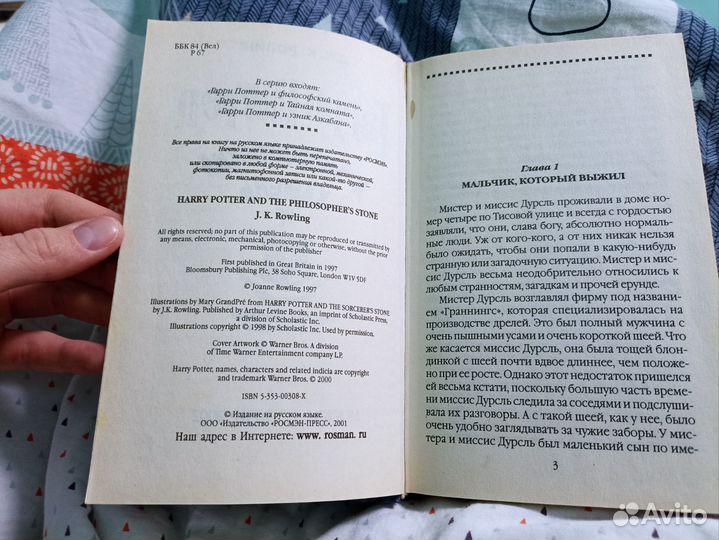 ББК 84 (Вел)
Р 67
В серию входят:
«Гарри Поттер и философский камень»,
«Гарри Поттер и Тайная комната»,
«Гарри Поттер и узник Азкабана».
Все права на книгу на русском языке принадлежат издательству «РОСМЭН».
Ничто из нее не может быть перепечатано,
заложено в компьютерную память
или скопировано в любой форме — электронной, механической,
фотокопии, магнитофонной записи или какой-то другой —
без письменного разрешения владельца.
HARRY POTTER AND THE PHILOSOPHER'S STONE
J. K. Rowling
All rights reserved; no part of this publication may be reproduced or transmitted by
any means, electronic, mechanical, photocopying or otherwise, without the prior
permission of the publisher
First published in Great Britain in 1997
Bloomsbury Publishing Plc, 38 Soho Square, London W1V 5DF
© Joanne Rowling 1997
Illustrations by Mary GrandPré from HARRY POTTER AND THE SORCERER'S STONE
by J.K. Rowling. Published by Arthur Levine Books, an imprint of Scholastic Press,
a division of Scholastic Inc.
Illustrations copyright © 1998 by Scholastic Inc. Used by permission.
Cover Artwork © Warner Bros. A division
of Time Warner Entertainment company L.P.
Harry Potter, names, characters and related indicia are copyright
and trademark Warner Bros. © 2000
ISBN 5-353-00308-X
© Издание на русском языке.
ООО «Издательство «РОСМЭН-ПРЕСС», 2001
Наш адрес в Интернете: www. rosman. ru
Глава 1
МАЛЬЧИК, КОТОРЫЙ ВЫЖИЛ
Мистер и миссис Дурсль проживали в доме но-
мер четыре по Тисовой улице и всегда с гордостью
заявляли, что они, слава богу, абсолютно нормаль-
ные люди. Уж от кого-кого, а от них никак нельзя
было ожидать, чтобы они попали в какую-нибудь
странную или загадочную ситуацию. Мистер и мис-
сис Дурсль весьма неодобрительно относились к
любым странностям, загадкам и прочей ерунде.
Мистер Дурсль возглавлял фирму под названи-
ем «Граннингс», которая специализировалась на
производстве дрелей. Это был полный мужчина с
очень пышными усами и очень короткой шеей. Что
же касается миссис Дурсль, она была тощей блон-
динкой с шеей почти вдвое длиннее, чем положе-
но при ее росте. Однако этот недостаток пришелся
ей весьма кстати, поскольку большую часть време-
ни миссис Дурсль следила за соседями и подслуши-
вала их разговоры. А с такой шеей, как у нее, было
очень удобно заглядывать за чужие заборы. У мис-
тера и миссис Дурсль был маленький сын по име-
3
Avito